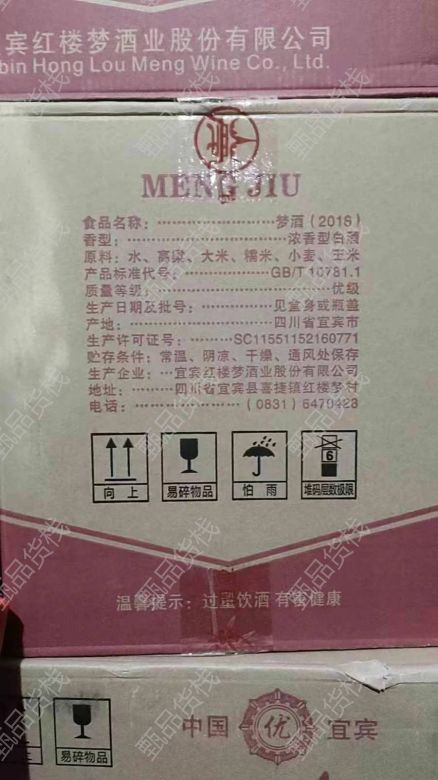 宾红楼梦酒业股份有限公司
bin Hong Lou Meng Wine Co., Ltd.
MENG JIU
食品名称：························梦酒（2018）
香型：································浓香型白酒
原料：水、高粱、大米、糯米、小麦、玉米
产品标准代号：················GB/T 10781.1
质量等级：································优级
生产日期及批号：··········见盒身或瓶盖
产地：························四川省宜宾市
生产许可证号：········SC11551152160771
贮存条件：常温、阴凉、干燥、通风处保存
生产企业：···宜宾红楼梦酒业股份有限公司
地址：·····四川省宜宾县喜捷镇红楼梦村
电话：····················（0831）6470428
6
向上 易碎物品 怕雨 堆码层数极限
温馨提示：过量饮酒 有害健康
易碎物品
中国 优 宜宾
甄品货栈